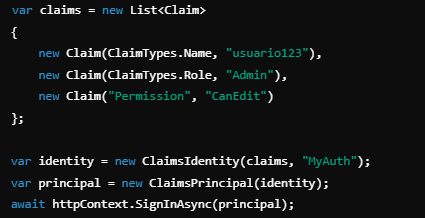 var claims = new List<Claim>
{
    new Claim(ClaimTypes.Name, "usuario123"),
    new Claim(ClaimTypes.Role, "Admin"),
    new Claim("Permission", "CanEdit")
};

var identity = new ClaimsIdentity(claims, "MyAuth");
var principal = new ClaimsPrincipal(identity);
await httpContext.SignInAsync(principal);